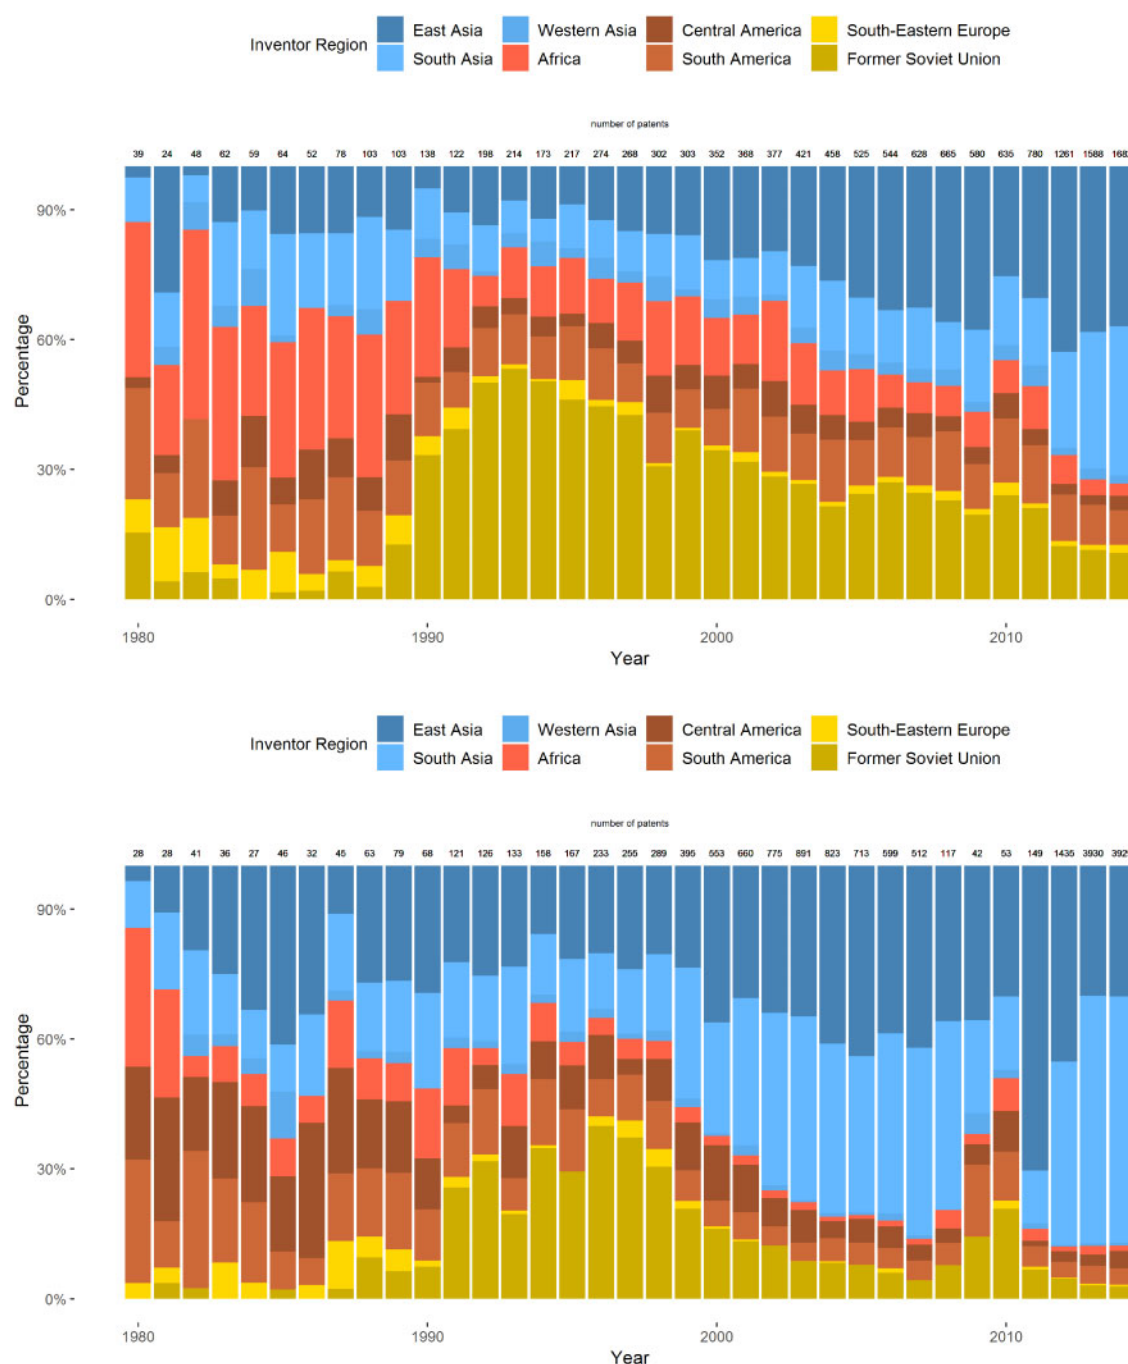 Inventor Region East Asia Western Asia Central America South-Eastern Europe
South Asia Africa South America Former Soviet Union
number of patents
39 24 48 62 59 64 52 78 103 103 138 122 198 214 173 217 274 268 302 303 352 368 377 421 458 525 544 628 665 580 635 780 1261 1588
90%
60%
30%
0%
Percentage
1980 1990 2000 2010
Year
Inventor Region East Asia Western Asia Central America South-Eastern Europe
South Asia Africa South America Former Soviet Union
number of patents
28 28 41 36 27 46 32 45 63 79 68 121 126 133 158 167 233 255 289 395 553 660 775 891 823 713 599 512 117 42 53 149 1435 3930
90%
60%
30%
0%
Percentage
1980 1990 2000 2010
Year